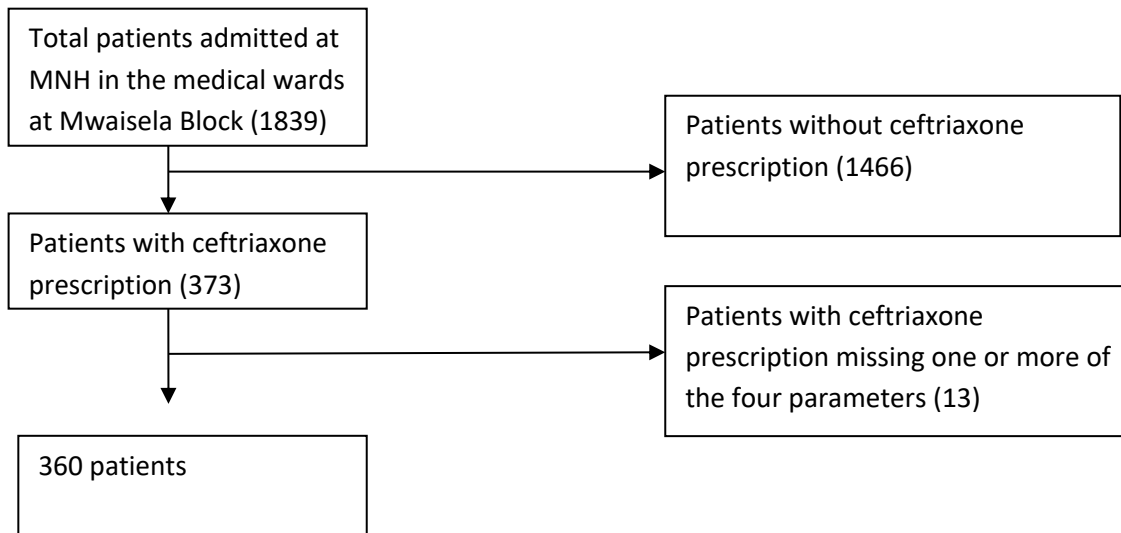 Total patients admitted at
MNH in the medical wards
at Mwaisela Block (1839)
Patients without ceftriaxone
prescription (1466)
Patients with ceftriaxone
prescription (373)
Patients with ceftriaxone
prescription missing one or more of
the four parameters (13)
360 patients